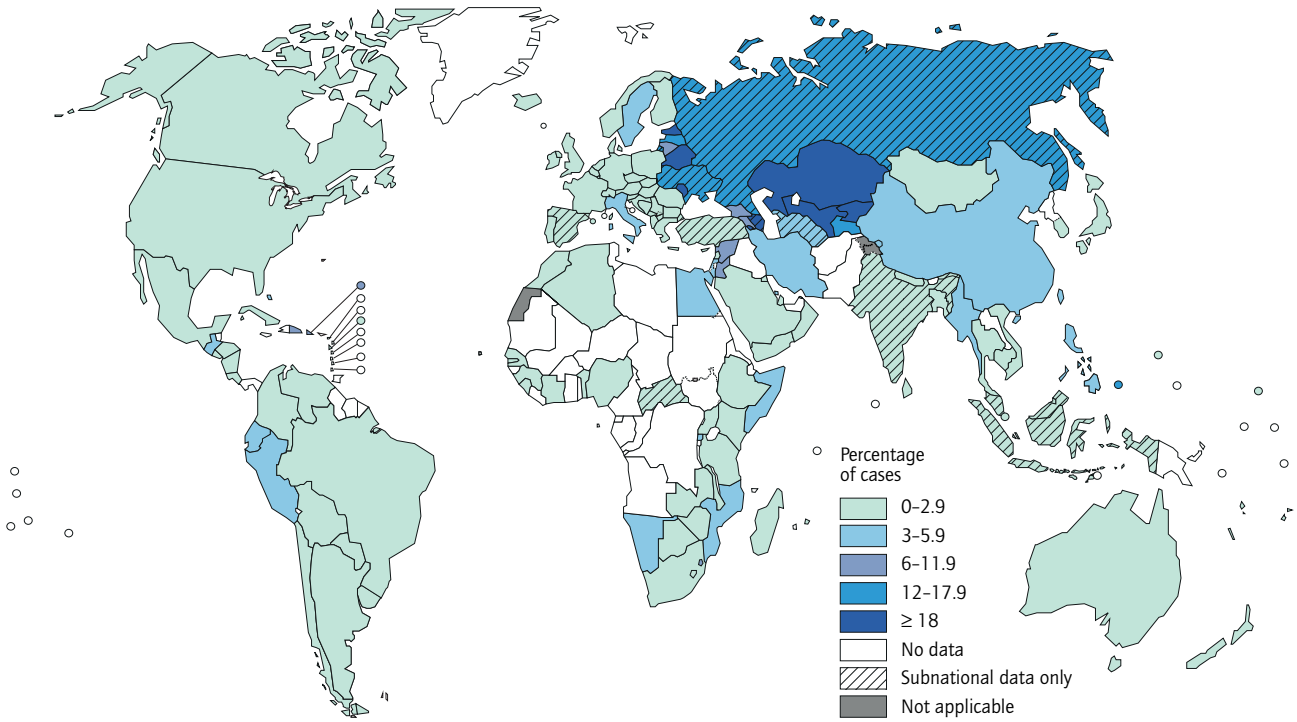 Percentage
of cases
0–2.9
3–5.9
6–11.9
12–17.9
≥ 18
No data
Subnational data only
Not applicable